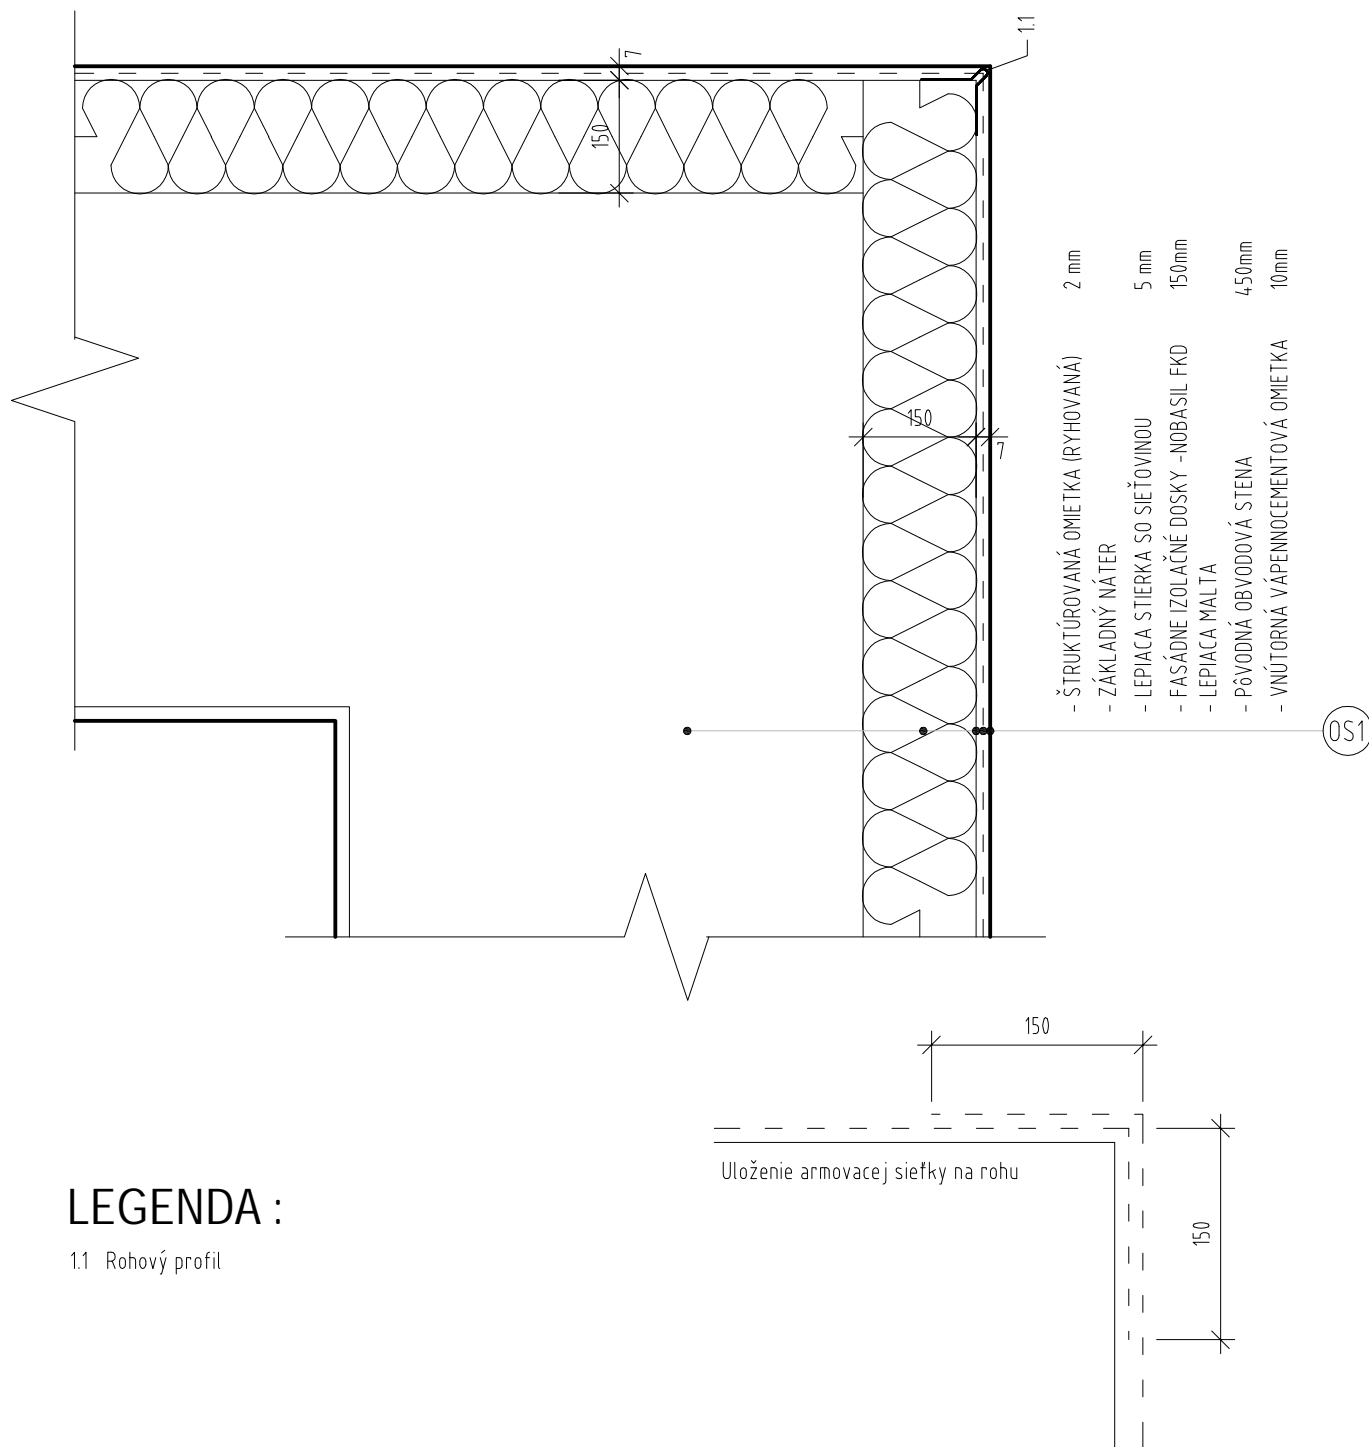 1.1
7
150
150
7
- ŠTRUKTÚROVANÁ OMIETKA (RYHOVANÁ) 2 mm
- ZÁKLADNÝ NÁTER
- LEPIACA STIERKA SO SIEŤOVINOU 5 mm
- FASÁDNE IZOLAČNÉ DOSKY -NOBASIL FKD 150mm
- LEPIACA MALTA
- PÔVODNÁ OBVODOVÁ STENA 450mm
- VNÚTORNÁ VÁPENNOCEMENTOVÁ OMIETKA 10mm
OS1
150
Uloženie armovacej sieťky na rohu
150
LEGENDA :
1.1 Rohový profil